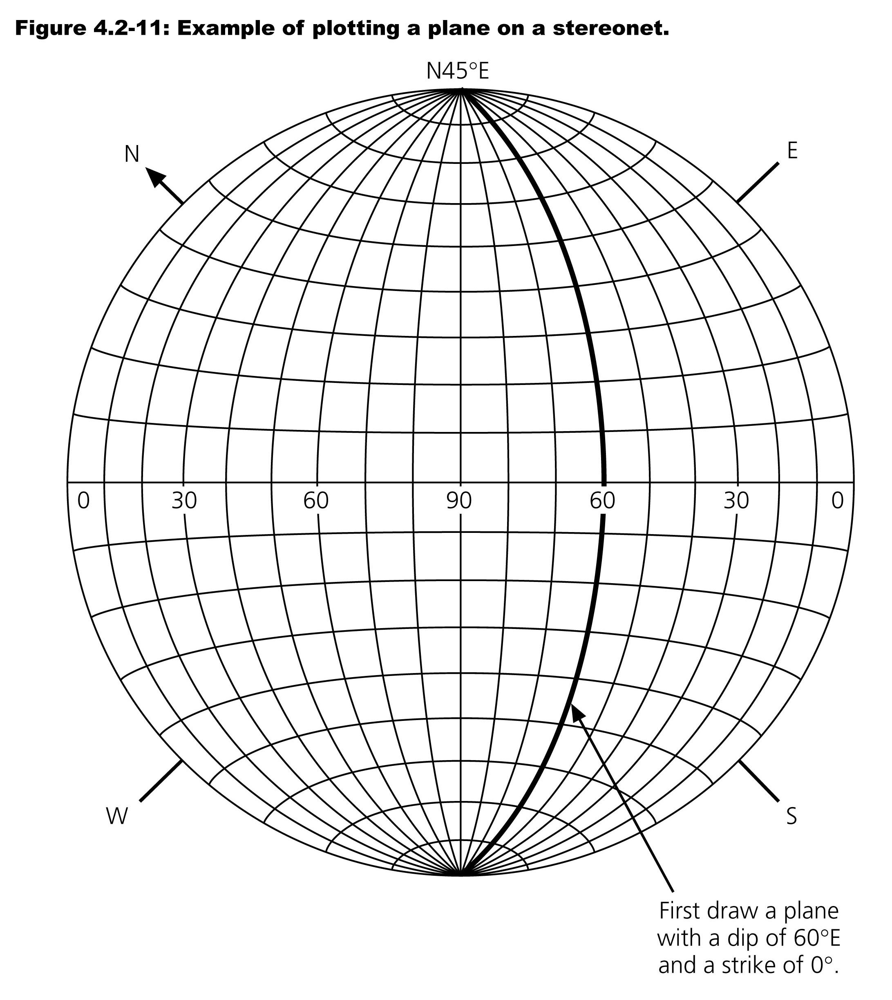 Figure 4.2-11: Example of plotting a plane on a stereonet.
N45°E
N
E
0 30 60 90 60 30 0
W
S
First draw a plane
with a dip of 60°E
and a strike of 0°.